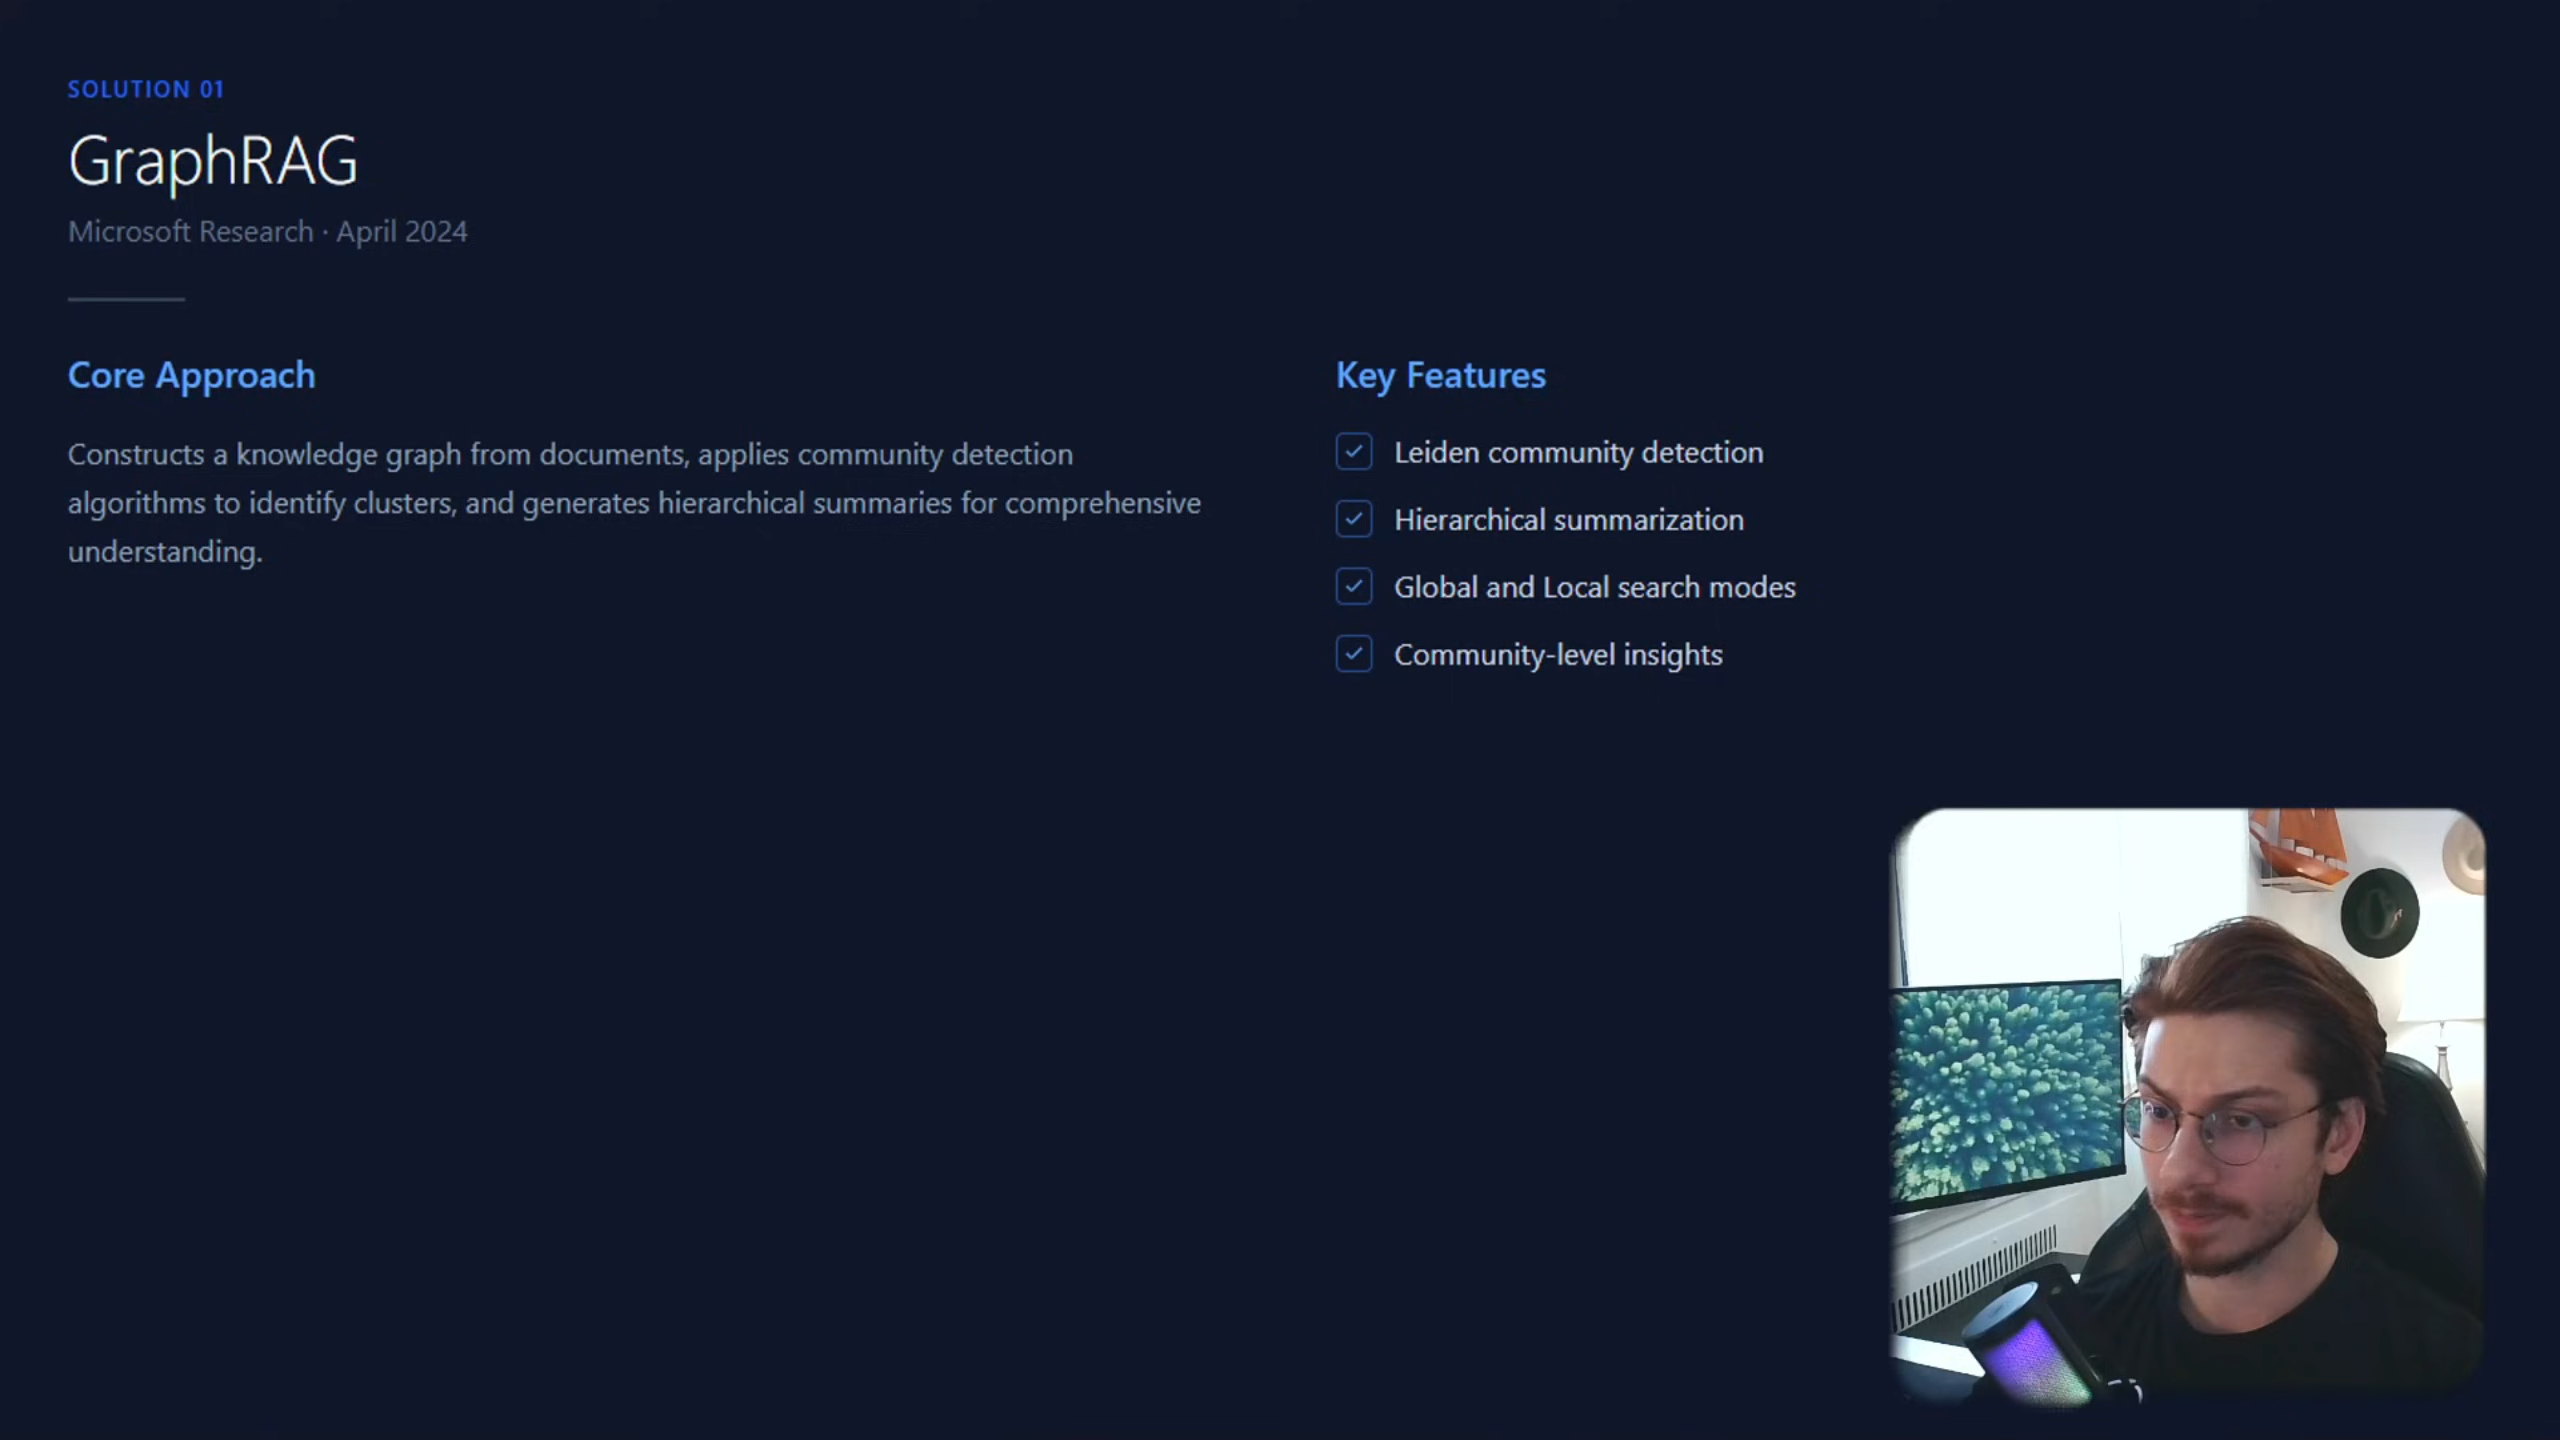 SOLUTION 01
GraphRAG
Microsoft Research · April 2024
Core Approach
Constructs a knowledge graph from documents, applies community detection
algorithms to identify clusters, and generates hierarchical summaries for comprehensive
understanding.
Key Features
Leiden community detection
Hierarchical summarization
Global and Local search modes
Community-level insights